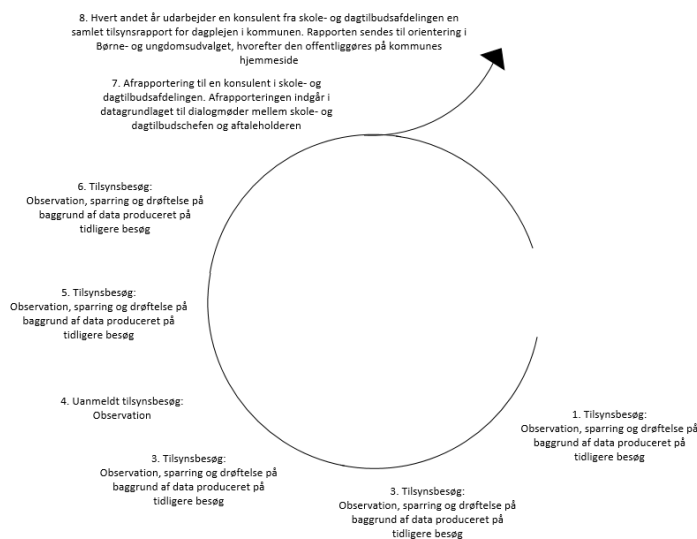 8. Hvert andet år udarbejder en konsulent fra skole- og dagtilbudsafdelingen en
samlet tilsynsrapport for dagplejen i kommunen. Rapporten sendes til orientering i
Børne- og ungdomsudvalget, hvorefter den offentliggøres på kommunes
hjemmeside
7. Afrapportering til en konsulent i skole- og
dagtilbudsafdelingen. Afrapporteringen indgår i
datagrundlaget til dialogmøder mellem skole- og
dagtilbudschefen og aftaleholderen
6. Tilsynsbesøg:
Observation, sparring og drøftelse på
baggrund af data produceret på
tidligere besøg
5. Tilsynsbesøg:
Observation, sparring og drøftelse på
baggrund af data produceret på
tidligere besøg
4. Uanmeldt tilsynsbesøg:
Observation
3. Tilsynsbesøg:
Observation, sparring og drøftelse på
baggrund af data produceret på
tidligere besøg
3. Tilsynsbesøg:
Observation, sparring og drøftelse på
baggrund af data produceret på
tidligere besøg
1. Tilsynsbesøg:
Observation, sparring og drøftelse på
baggrund af data produceret på
tidligere besøg